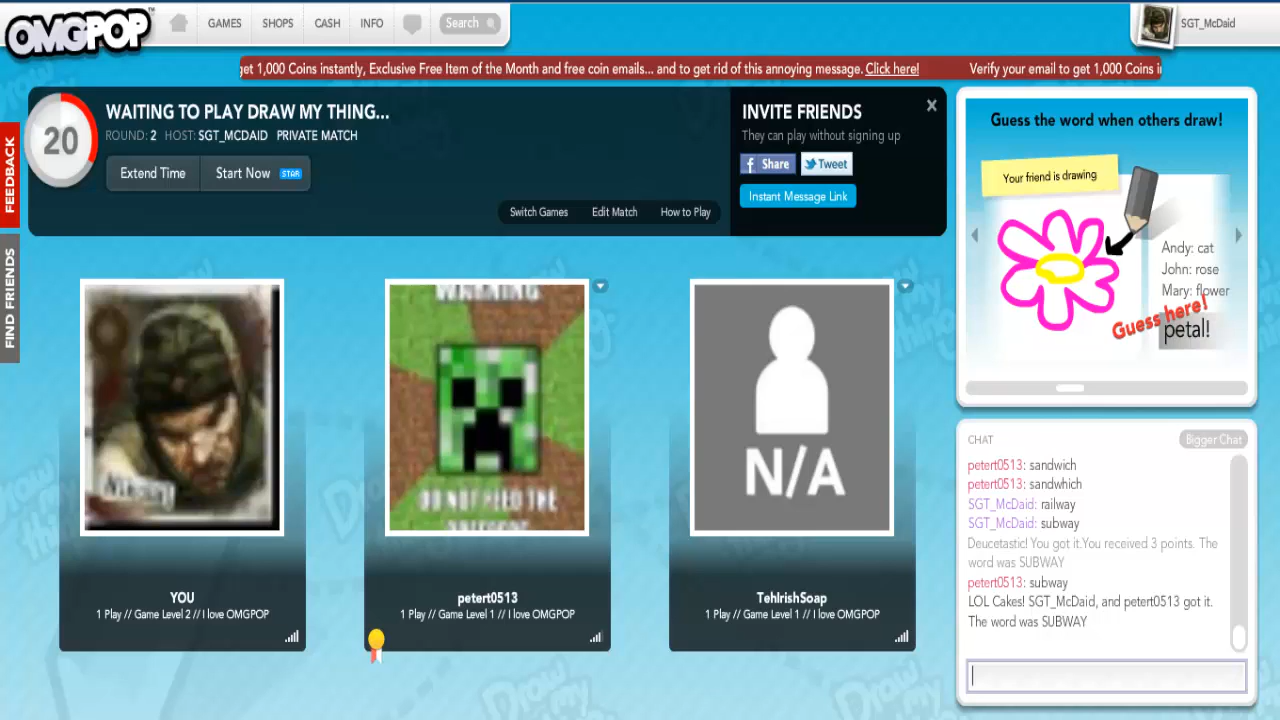 OMGPOP™
GAMES
SHOPS
CASH
INFO
Search
SGT_McDaid
get 1,000 Coins instantly, Exclusive Free Item of the Month and free coin emails... and to get rid of this annoying message. Click here!
Verify your email to get 1,000 Coins i
FEEDBACK
FIND FRIENDS
20
WAITING TO PLAY DRAW MY THING...
ROUND: 2 HOST: SGT_MCDAID PRIVATE MATCH
Extend Time
Start Now STAR
Switch Games
Edit Match
How to Play
INVITE FRIENDS
They can play without signing up
f Share
Tweet
Instant Message Link
Guess the word when others draw!
Your friend is drawing
Andy: cat
John: rose
Mary: flower
Guess here!
petal!
WARNING
DO NOT FEED THE
N/A
YOU
1 Play // Game Level 2 // I love OMGPOP
petert0513
1 Play // Game Level 1 // I love OMGPOP
TehIrishSoap
1 Play // Game Level 1 // I love OMGPOP
CHAT
Bigger Chat
petert0513: sandwich
petert0513: sandwhich
SGT_McDaid: railway
SGT_McDaid: subway
Deucetastic! You got it.You received 3 points. The
word was SUBWAY
petert0513: subway
LOL Cakes! SGT_McDaid, and petert0513 got it.
The word was SUBWAY